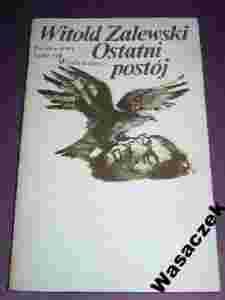 Witold Zalewski
Ostatni
postój
Wasaczek